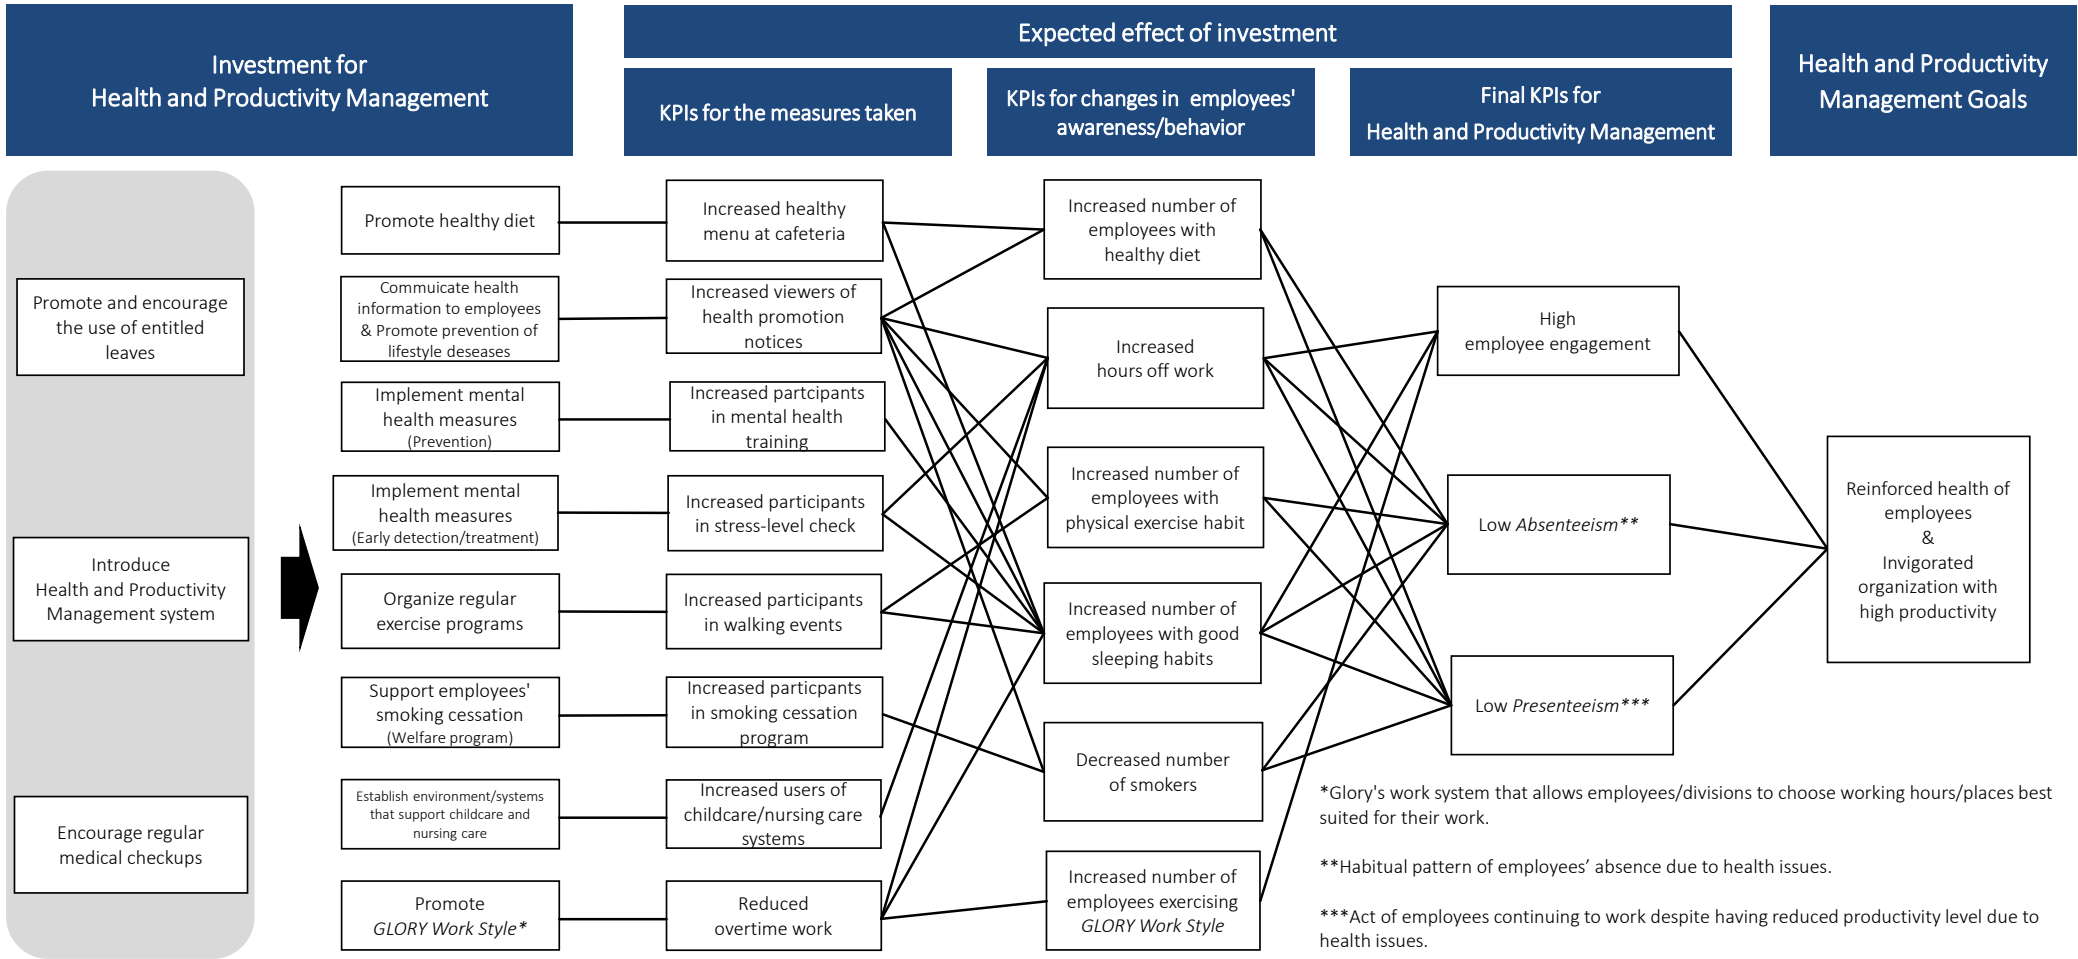 Investment for
Health and Productivity Management
Expected effect of investment
KPIs for the measures taken
KPIs for changes in employees'
awareness/behavior
Final KPIs for
Health and Productivity Management
Health and Productivity
Management Goals
Promote and encourage
the use of entitled
leaves
Introduce
Health and Productivity
Management system
Encourage regular
medical checkups
Promote healthy diet
Commuicate health
information to employees
& Promote prevention of
lifestyle deseases
Implement mental
health measures
(Prevention)
Implement mental
health measures
(Early detection/treatment)
Organize regular
exercise programs
Support employees'
smoking cessation
(Welfare program)
Establish environment/systems
that support childcare and
nursing care
Promote
GLORY Work Style*
Increased healthy
menu at cafeteria
Increased viewers of
health promotion
notices
Increased partcipants
in mental health
training
Increased participants
in stress-level check
Increased participants
in walking events
Increased particpants
in smoking cessation
program
Increased users of
childcare/nursing care
systems
Reduced
overtime work
Increased number of
employees with
healthy diet
Increased
hours off work
Increased number of
employees with
physical exercise habit
Increased number of
employees with good
sleeping habits
Decreased number
of smokers
Increased number of
employees exercising
GLORY Work Style
High
employee engagement
Low Absenteeism**
Low Presenteeism***
Reinforced health of
employees
&
Invigorated
organization with
high productivity
*Glory's work system that allows employees/divisions to choose working hours/places best
suited for their work.
**Habitual pattern of employees’ absence due to health issues.
***Act of employees continuing to work despite having reduced productivity level due to
health issues.